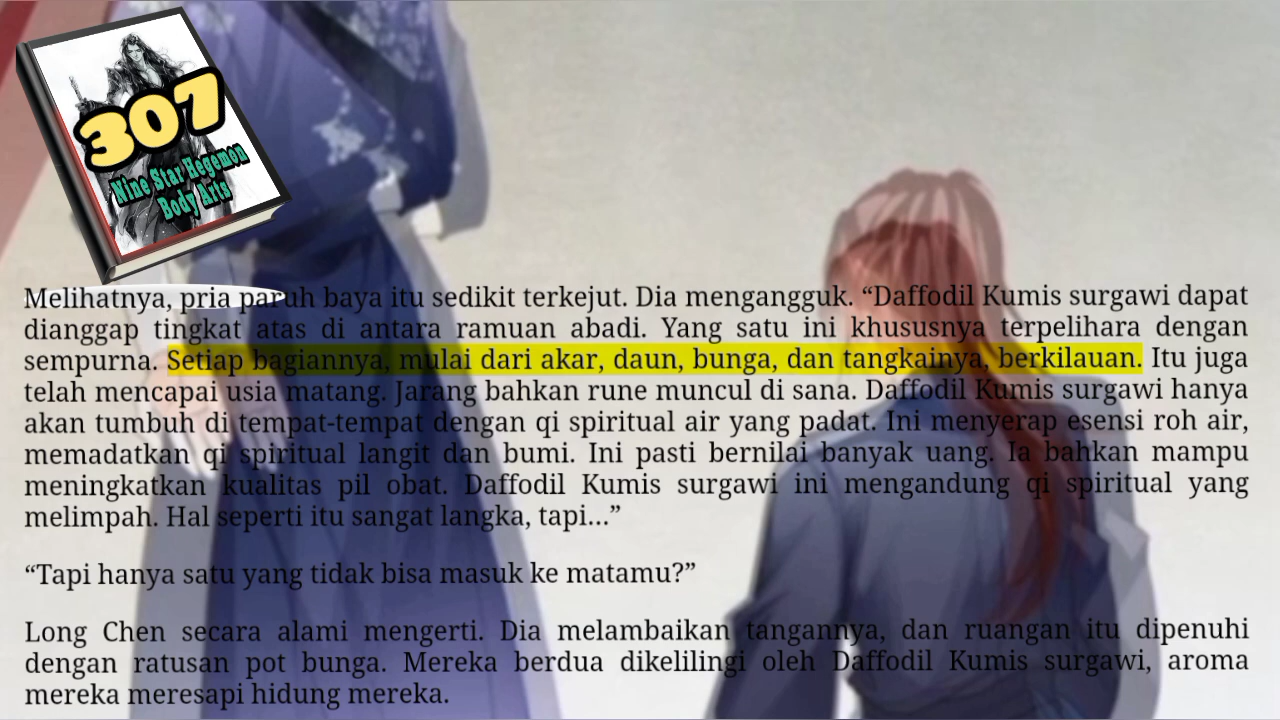 307
Nine Star Hegemon
Body Arts
Melihatnya, pria paruh baya itu sedikit terkejut. Dia mengangguk. “Daffodil Kumis surgawi dapat
dianggap tingkat atas di antara ramuan abadi. Yang satu ini khususnya terpelihara dengan
sempurna. Setiap bagiannya, mulai dari akar, daun, bunga, dan tangkainya, berkilauan. Itu juga
telah mencapai usia matang. Jarang bahkan rune muncul di sana. Daffodil Kumis surgawi hanya
akan tumbuh di tempat-tempat dengan qi spiritual air yang padat. Ini menyerap esensi roh air,
memadatkan qi spiritual langit dan bumi. Ini pasti bernilai banyak uang. Ia bahkan mampu
meningkatkan kualitas pil obat. Daffodil Kumis surgawi ini mengandung qi spiritual yang
melimpah. Hal seperti itu sangat langka, tapi...”
“Tapi hanya satu yang tidak bisa masuk ke matamu?”
Long Chen secara alami mengerti. Dia melambaikan tangannya, dan ruangan itu dipenuhi
dengan ratusan pot bunga. Mereka berdua dikelilingi oleh Daffodil Kumis surgawi, aroma
mereka meresapi hidung mereka.